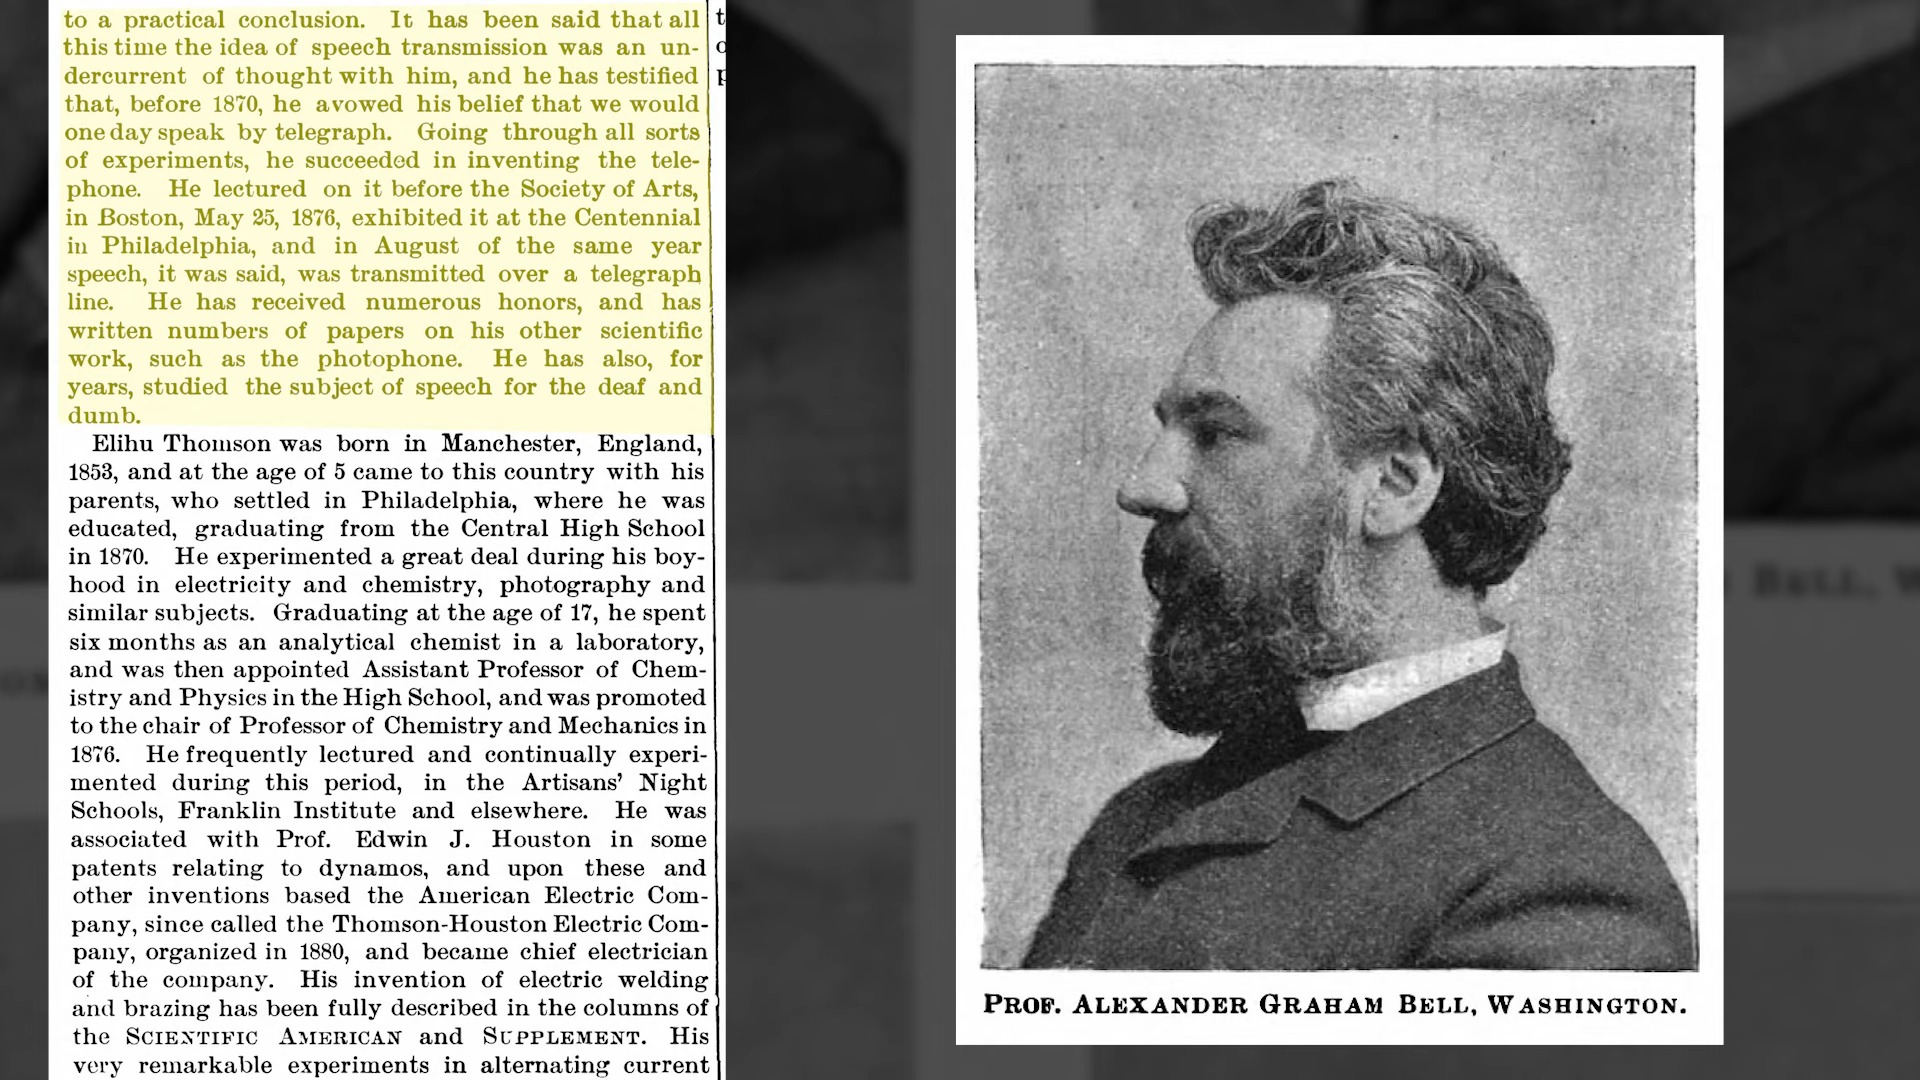 to a practical conclusion. It has been said that all
this time the idea of speech transmission was an un-
dercurrent of thought with him, and he has testified
that, before 1870, he avowed his belief that we would
one day speak by telegraph. Going through all sorts
of experiments, he succeeded in inventing the tele-
phone. He lectured on it before the Society of Arts,
in Boston, May 25, 1876, exhibited it at the Centennial
in Philadelphia, and in August of the same year
speech, it was said, was transmitted over a telegraph
line. He has received numerous honors, and has
written numbers of papers on his other scientific
work, such as the photophone. He has also, for
years, studied the subject of speech for the deaf and
dumb.
Elihu Thomson was born in Manchester, England,
1853, and at the age of 5 came to this country with his
parents, who settled in Philadelphia, where he was
educated, graduating from the Central High School
in 1870. He experimented a great deal during his boy-
hood in electricity and chemistry, photography and
similar subjects. Graduating at the age of 17, he spent
six months as an analytical chemist in a laboratory,
and was then appointed Assistant Professor of Chem-
istry and Physics in the High School, and was promoted
to the chair of Professor of Chemistry and Mechanics in
1876. He frequently lectured and continually experi-
mented during this period, in the Artisans' Night
Schools, Franklin Institute and elsewhere. He was
associated with Prof. Edwin J. Houston in some
patents relating to dynamos, and upon these and
other inventions based the American Electric Com-
pany, since called the Thomson-Houston Electric Com-
pany, organized in 1880, and became chief electrician
of the company. His invention of electric welding
and brazing has been fully described in the columns of
the SCIENTIFIC AMERICAN and SUPPLEMENT. His
very remarkable experiments in alternating current
PROF. ALEXANDER GRAHAM BELL, WASHINGTON.
BELL, W